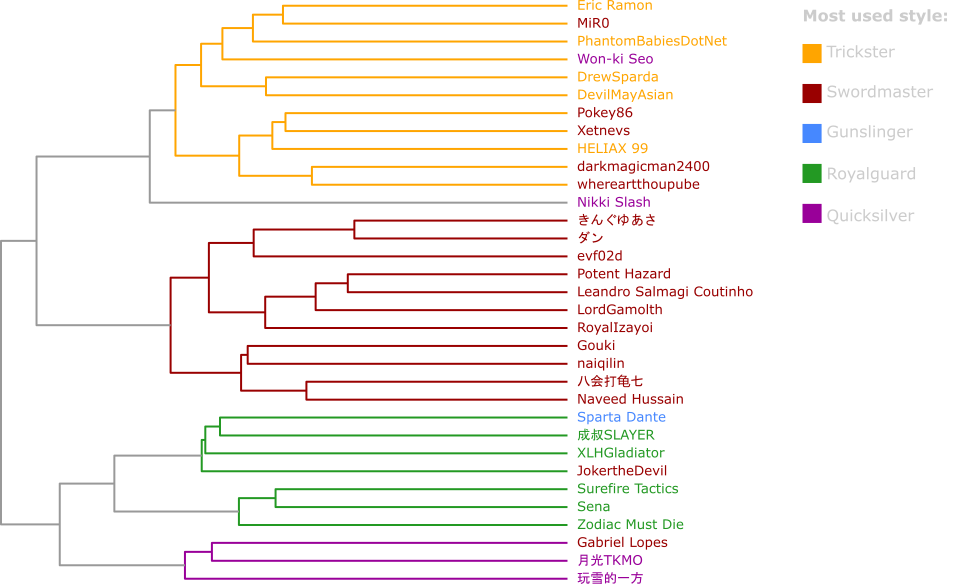 Eric Ramon
MiR0
PhantomBabiesDotNet
Won-ki Seo
DrewSparda
DevilMayAsian
Pokey86
Xetnevs
HELIAX 99
darkmagicman2400
whereartthoupube
Nikki Slash
きんぐゆあさ
ダン
evf02d
Potent Hazard
Leandro Salmagi Coutinho
LordGamolth
RoyalIzayoi
Gouki
naiqilin
八会打龟七
Naveed Hussain
Sparta Dante
成叔SLAYER
XLHGladiator
JokertheDevil
Surefire Tactics
Sena
Zodiac Must Die
Gabriel Lopes
月光TKMO
玩雪的一方
Most used style:
Trickster
Swordmaster
Gunslinger
Royalguard
Quicksilver